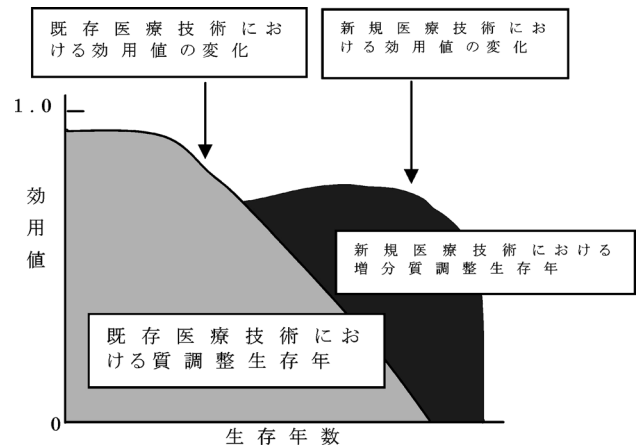 既存医療技術にお
ける効用値の変化
新規医療技術にお
ける効用値の変化
1.0
効用値
新規医療技術における
増分質調整生存年
既存医療技術にお
ける質調整生存年
0
生存年数